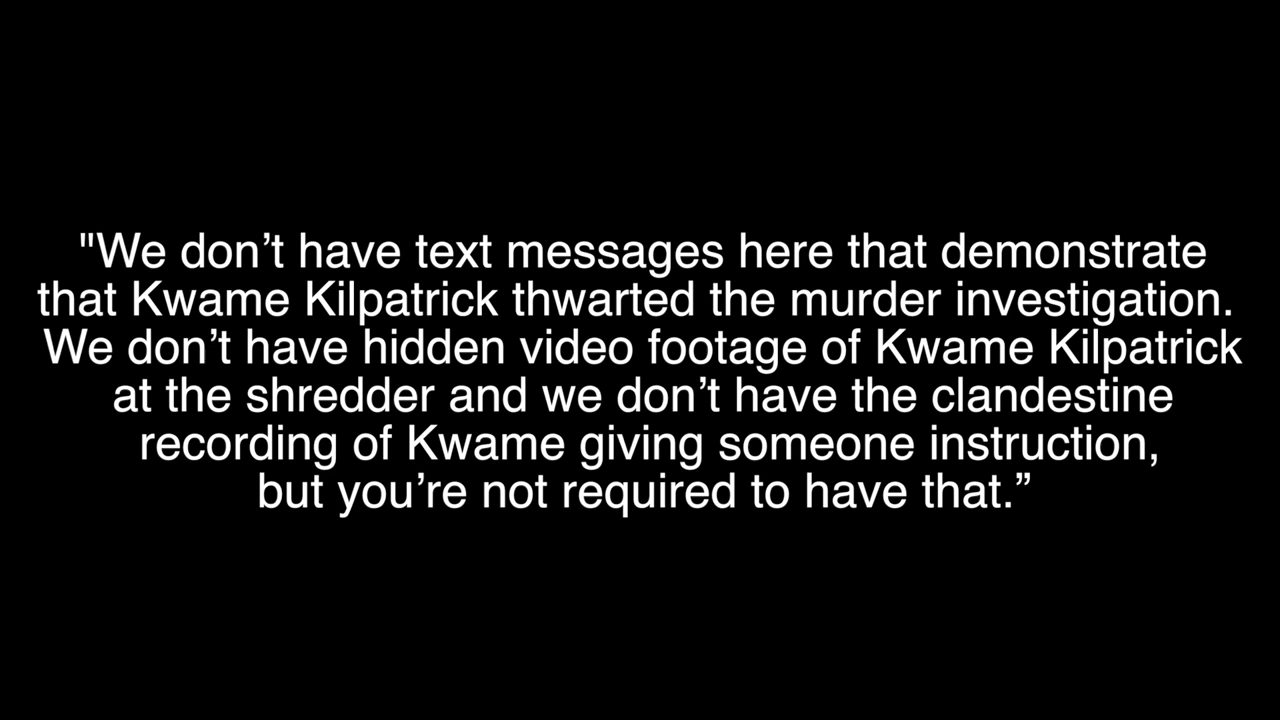 "We don’t have text messages here that demonstrate
that Kwame Kilpatrick thwarted the murder investigation.
We don’t have hidden video footage of Kwame Kilpatrick
at the shredder and we don’t have the clandestine
recording of Kwame giving someone instruction,
but you’re not required to have that.”